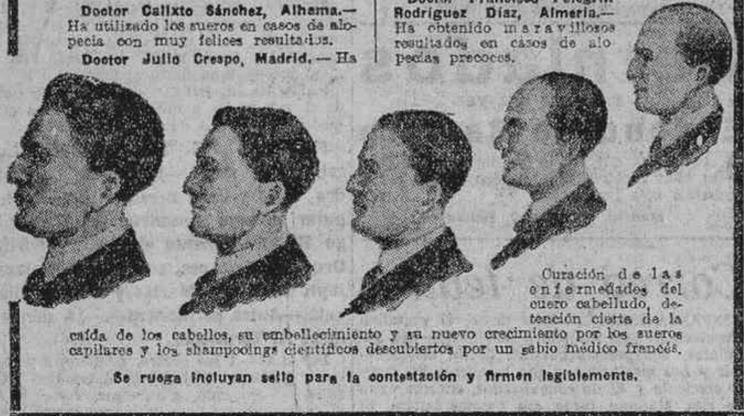 Doctor Calixto Sánchez, Alhama.—
Ha utilizado los sueros en casos de alo-
pecia con muy felices resultados.
Doctor Julio Crespo, Madrid. — Ha
Rodríguez Díaz, Almería.—
Ha obtenido maravillosos
resultados en casos de alo
pecias precoces.
Curación de las
enfermedades del
cuero cabelludo, de-
tención cierta de la
caída de los cabellos, su embellecimiento y su nuevo crecimiento por los sueros
capilares y los shampooings científicos descubiertos por un sabio médico francés.
Se ruega incluyan sello para la contestación y firmen legiblemente.